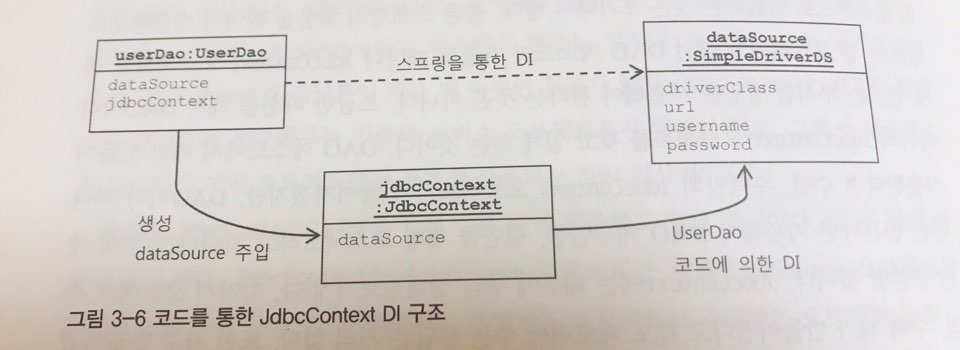 userDao:UserDao
dataSource
jdbcContext
스프링을 통한 DI
dataSource
:SimpleDriverDS
driverClass
url
username
password
생성
dataSource 주입
jdbcContext
:JdbcContext
dataSource
UserDao
코드에 의한 DI
그림 3-6 코드를 통한 JdbcContext DI 구조